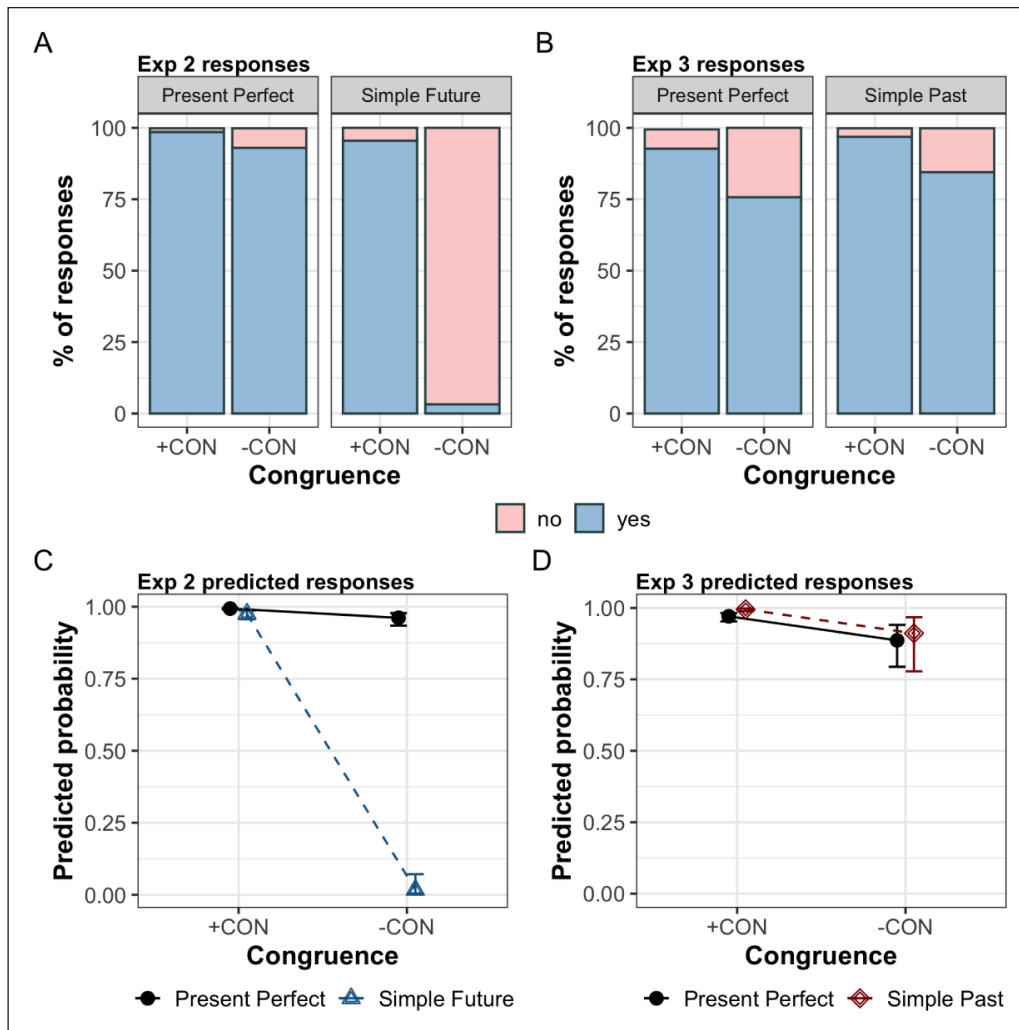 A
B
Exp 2 responses
Exp 3 responses
Present Perfect
Simple Future
Present Perfect
Simple Past
% of responses
100
75
50
25
0
% of responses
100
75
50
25
0
+CON
-CON
+CON
-CON
+CON
-CON
+CON
-CON
Congruence
Congruence
no
yes
C
D
Exp 2 predicted responses
Exp 3 predicted responses
Predicted probability
1.00
0.75
0.50
0.25
0.00
Predicted probability
1.00
0.75
0.50
0.25
0.00
+CON
-CON
+CON
-CON
Congruence
Congruence
Present Perfect
Simple Future
Present Perfect
Simple Past